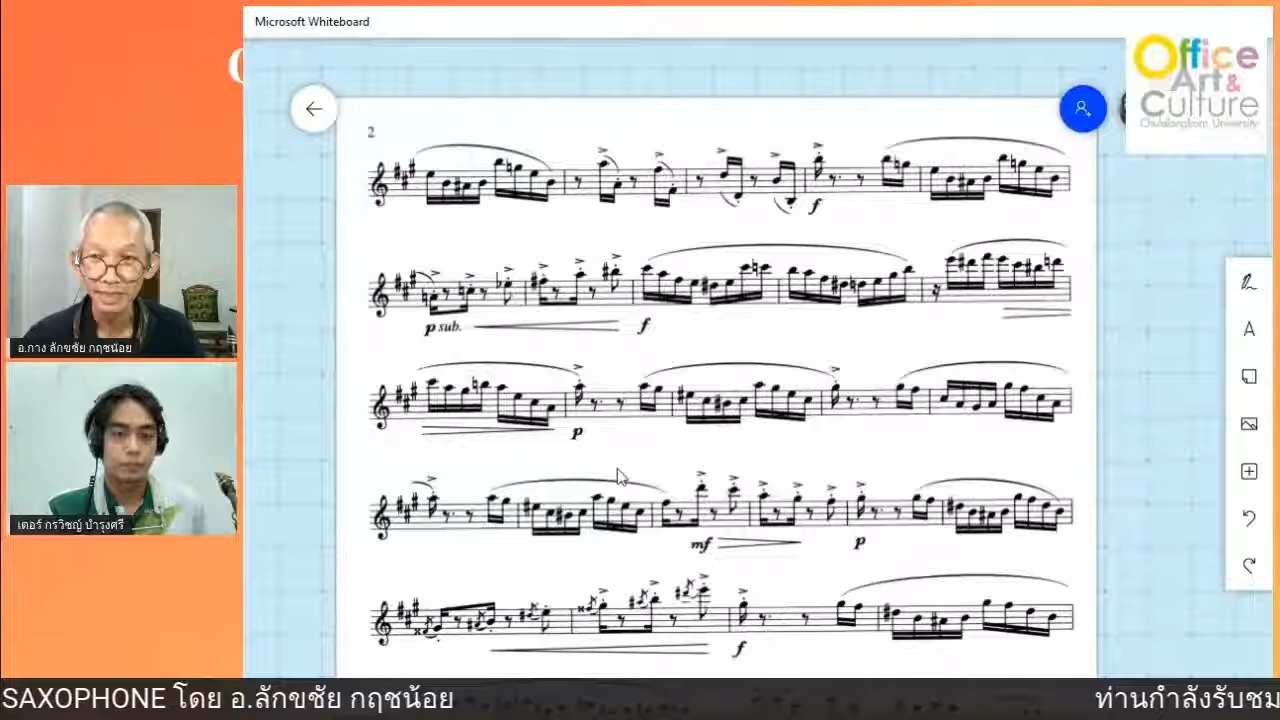 Microsoft Whiteboard
Office
Art &
Culture
Chulalongkorn University
2
f
p sub.
f
p
mf
p
f
A
อ.กาง ลักขชัย กฤชน้อย
เตอร์ กรวิชญ์ บำรุงศรี
SAXOPHONE โดย อ.ลักขชัย กฤชน้อย
ท่านกำลังรับชม